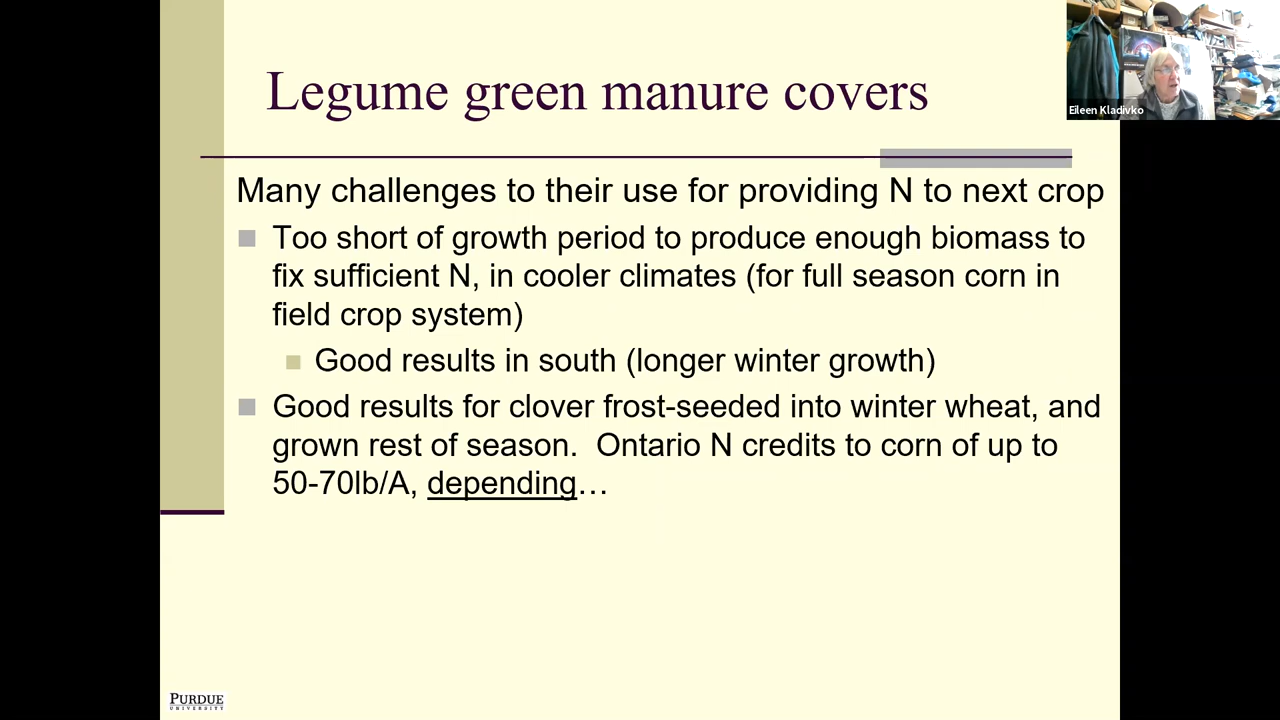 Legume green manure covers
Eileen Kladivko
Many challenges to their use for providing N to next crop
Too short of growth period to produce enough biomass to
fix sufficient N, in cooler climates (for full season corn in
field crop system)
Good results in south (longer winter growth)
Good results for clover frost-seeded into winter wheat, and
grown rest of season.  Ontario N credits to corn of up to
50-70lb/A, depending…
PURDUE
UNIVERSITY